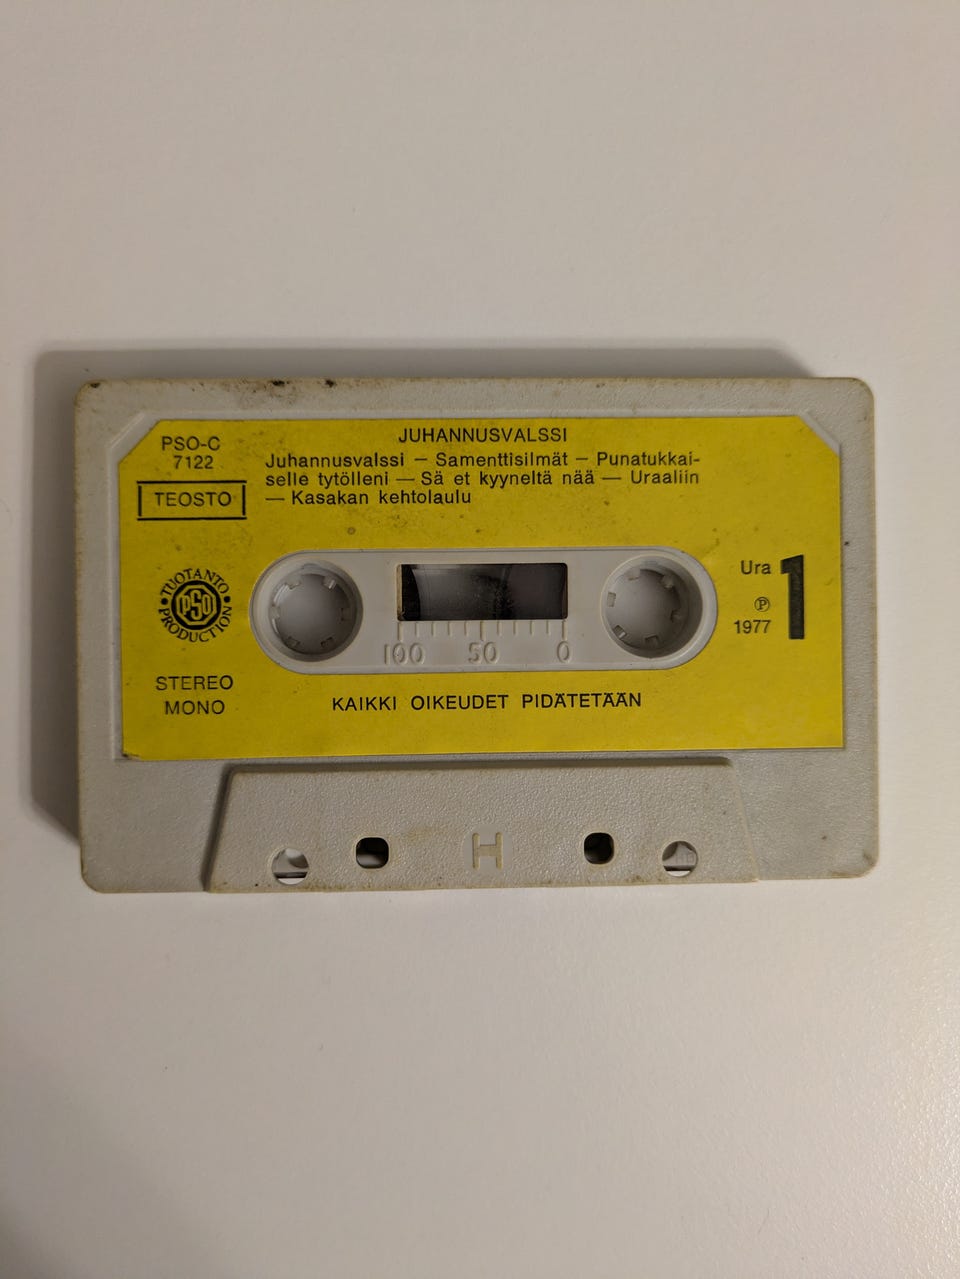 PSO-C
7122
TEOSTO
JUHANNUSVALSSI
Juhannusvalssi – Samenttisilmät – Punatukkai-
selle tytölleni — Sä et kyyneltä nää — Uraaliin
— Kasakan kehtolaulu
TUOTANTO
PSO
PRODUCTION
Ura 1
℗
1977
100 50 0
STEREO
MONO
KAIKKI OIKEUDET PIDÄTETÄÄN
H